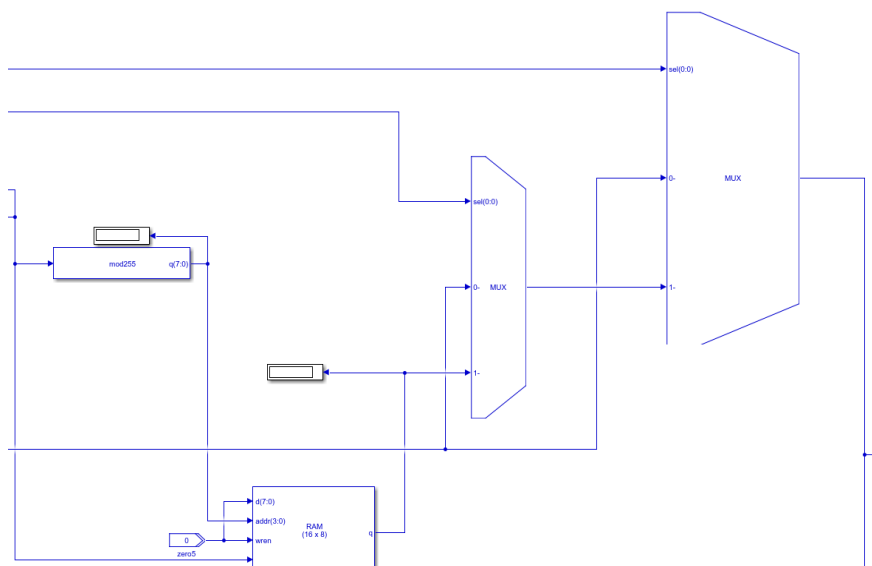 sel(0:0)
0-
MUX
1-
sel(0:0)
0-
MUX
1-
mod255
q(7:0)
d(7:0)
addr(3:0)
RAM
(16 x 8)
q
wren
0
zero5